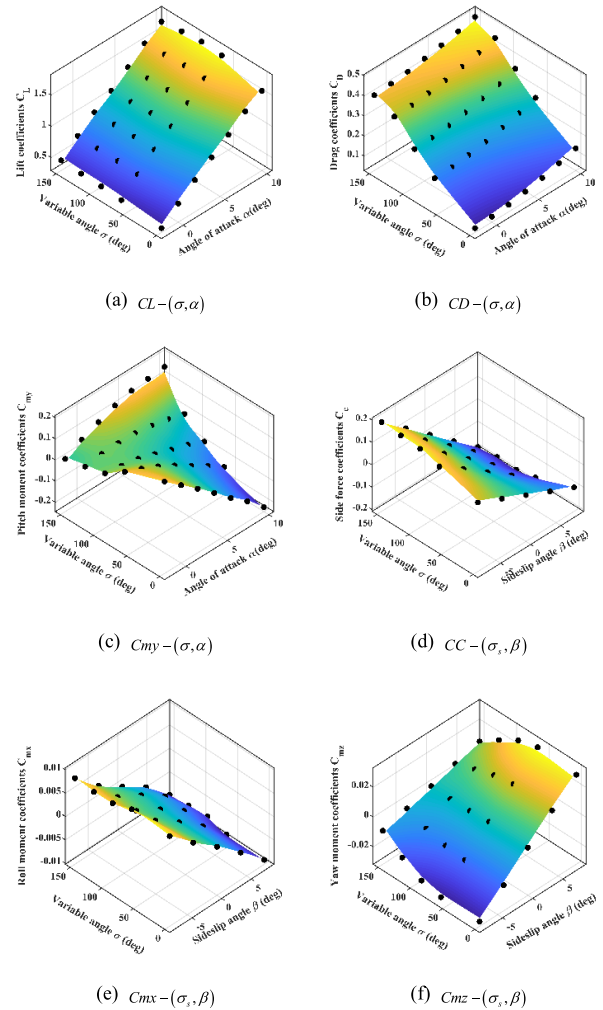 Lift coefficients C_L
1.5
1
0.5
150
100
50
0
Variable angle σ (deg)
0
5
10
Angle of attack α(deg)
(a) CL−(σ,α)
Drag coefficients C_D
0.5
0.4
0.3
0.2
0.1
150
100
50
0
Variable angle σ (deg)
0
5
10
Angle of attack α(deg)
(b) CD−(σ,α)
Pitch moment coefficients C_my
0.2
0.1
0
-0.1
-0.2
150
100
50
0
Variable angle σ (deg)
0
5
10
Angle of attack α(deg)
(c) Cmy−(σ,α)
Side force coefficients C_c
0.2
0.1
0
-0.1
-0.2
150
100
50
0
Variable angle σ (deg)
-5
0
5
Sideslip angle β (deg)
(d) CC−(σ_s,β)
Roll moment coefficients C_mx
0.01
0.005
0
-0.005
-0.01
150
100
50
0
Variable angle σ (deg)
-5
0
5
Sideslip angle β (deg)
(e) Cmx−(σ_s,β)
Yaw moment coefficients C_mz
0.02
0
-0.02
150
100
50
0
Variable angle σ (deg)
-5
0
5
Sideslip angle β (deg)
(f) Cmz−(σ_s,β)